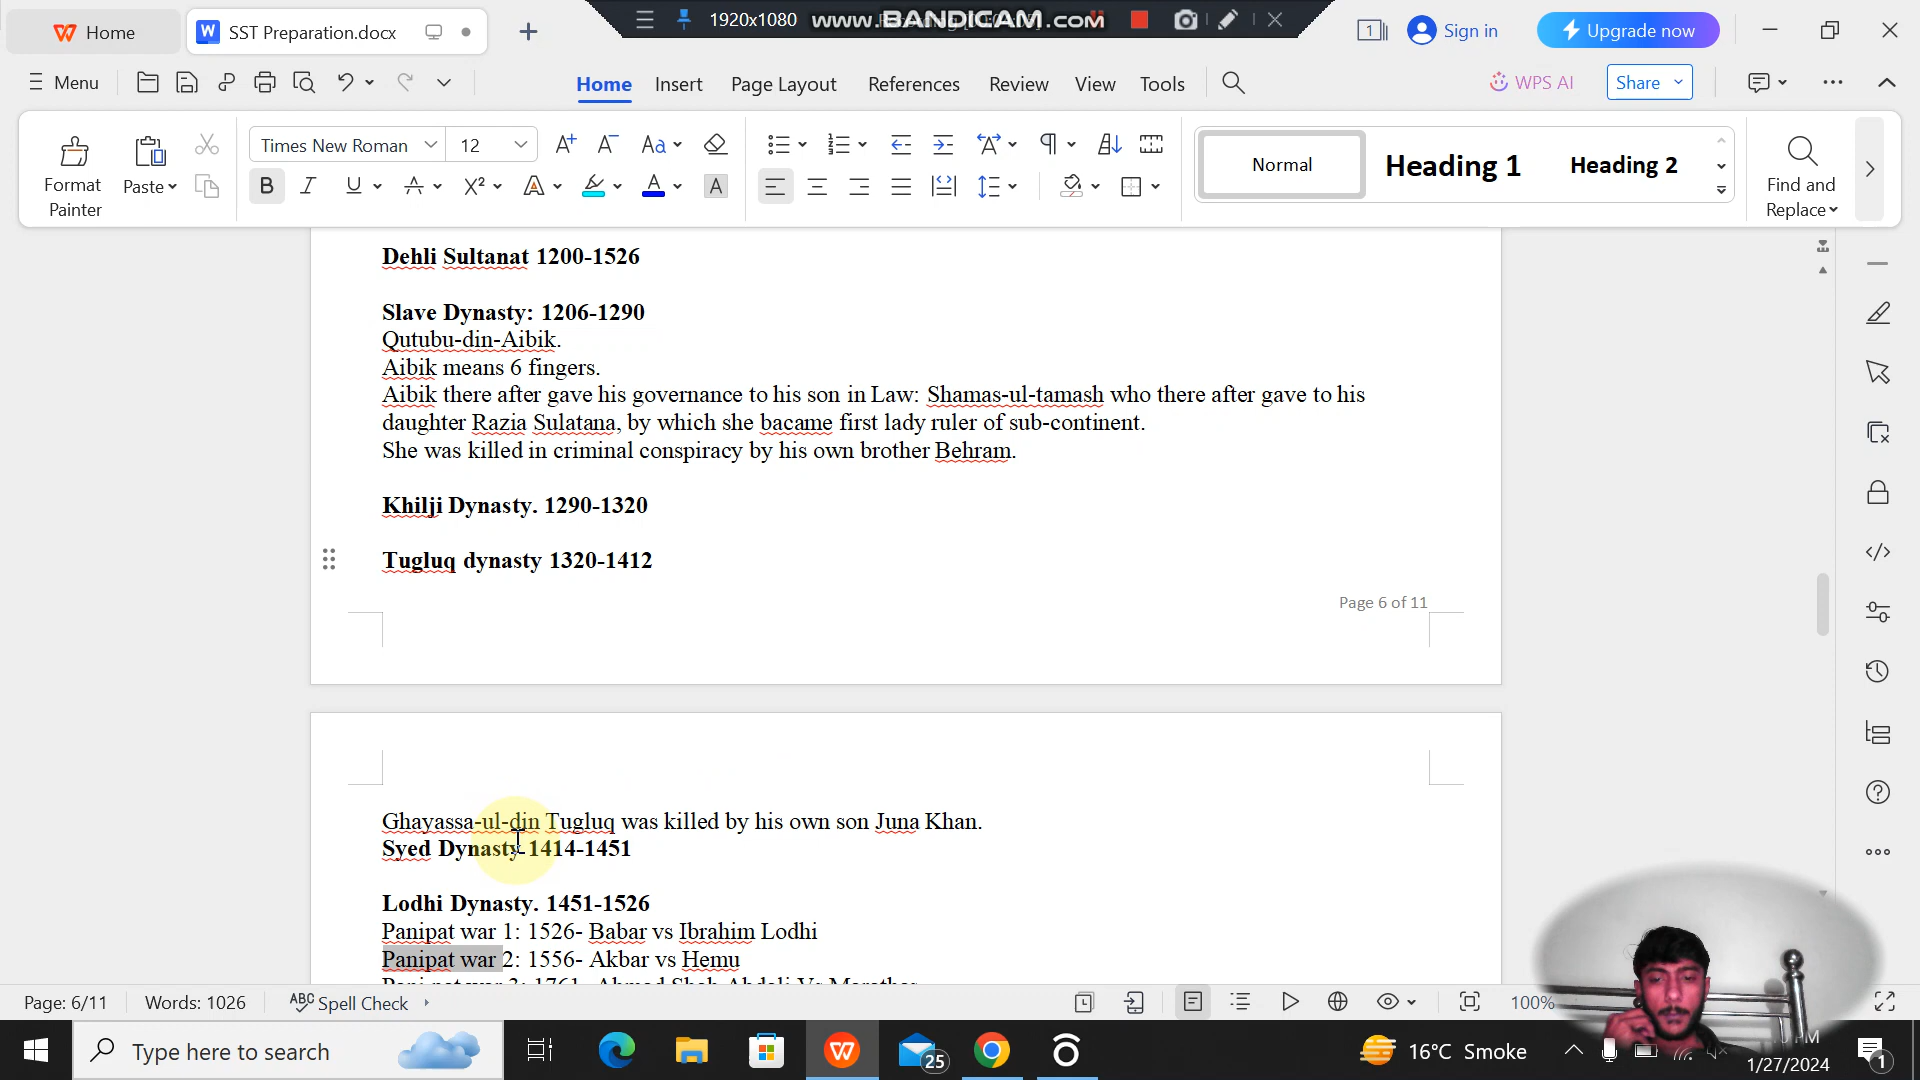 Home
SST Preparation.docx
1920x1080
www.BANDICAM.com
1
Sign in
Upgrade now
Menu
Home
Insert
Page Layout
References
Review
View
Tools
WPS AI
Share
Format
Painter
Paste
Times New Roman
12
Normal
Heading 1
Heading 2
Find and
Replace
Dehli Sultanat 1200-1526
Slave Dynasty: 1206-1290
Qutubu-din-Aibik.
Aibik means 6 fingers.
Aibik there after gave his governance to his son in Law: Shamas-ul-tamash who there after gave to his
daughter Razia Sulatana, by which she bacame first lady ruler of sub-continent.
She was killed in criminal conspiracy by his own brother Behram.
Khilji Dynasty. 1290-1320
Tugluq dynasty 1320-1412
Page 6 of 11
Ghayassa-ul-din Tugluq was killed by his own son Juna Khan.
Syed Dynasty 1414-1451
Lodhi Dynasty. 1451-1526
Panipat war 1: 1526- Babar vs Ibrahim Lodhi
Panipat war 2: 1556- Akbar vs Hemu
Page: 6/11
Words: 1026
Spell Check
100%
Type here to search
25
16°C Smoke
PM
1/27/2024
1